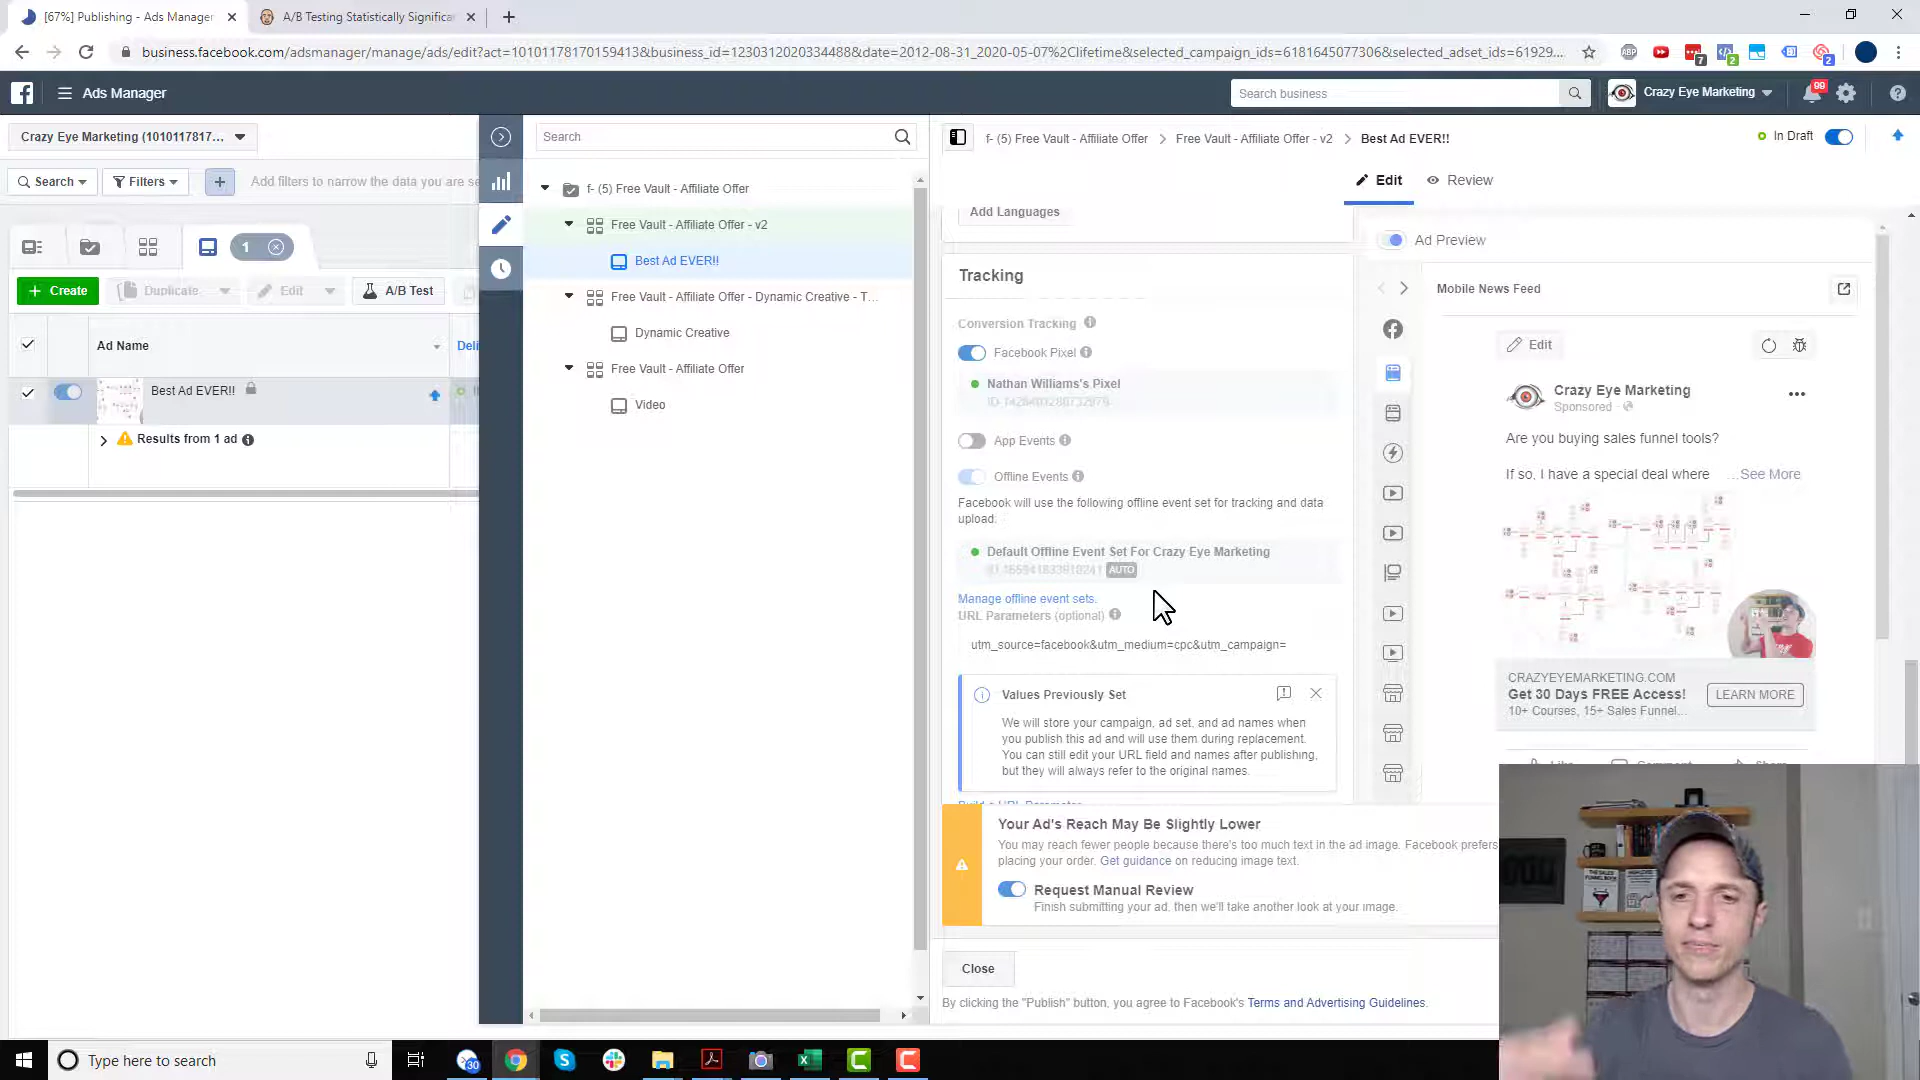 [67%] Publishing - Ads Manager
A/B Testing Statistically Significa
business.facebook.com/adsmanager/manage/ads/edit?act=10101178170159413&business_id=1230312020334488&date=2012-08-31_2020-05-07%2Clifetime&selected_campaign_ids=6181645077306&selected_adset_ids=61929...
ABP
7
2
2
Ads Manager
Search business
Crazy Eye Marketing
99
Crazy Eye Marketing (1010117817...
Search
f- (5) Free Vault - Affiliate Offer
Free Vault - Affiliate Offer - v2
Best Ad EVER!!
In Draft
Search
Filters
Add filters to narrow the data you are se
Edit
Review
f- (5) Free Vault - Affiliate Offer
Free Vault - Affiliate Offer - v2
Best Ad EVER!!
Free Vault - Affiliate Offer - Dynamic Creative - T...
Dynamic Creative
Free Vault - Affiliate Offer
Video
1
Create
Duplicate
Edit
A/B Test
Ad Name
Deli
Best Ad EVER!!
Results from 1 ad
Add Languages
Tracking
Conversion Tracking
Facebook Pixel
Nathan Williams's Pixel
App Events
Offline Events
Facebook will use the following offline event set for tracking and data
upload.
Default Offline Event Set For Crazy Eye Marketing
AUTO
Manage offline event sets.
URL Parameters (optional)
utm_source=facebook&utm_medium=cpc&utm_campaign=
Values Previously Set
We will store your campaign, ad set, and ad names when
you publish this ad and will use them during replacement.
You can still edit your URL field and names after publishing,
but they will always refer to the original names.
Build a URL Parameter
Your Ad's Reach May Be Slightly Lower
You may reach fewer people because there's too much text in the ad image. Facebook prefers
placing your order. Get guidance on reducing image text.
Request Manual Review
Finish submitting your ad, then we'll take another look at your image.
Close
By clicking the "Publish" button, you agree to Facebook's Terms and Advertising Guidelines.
Ad Preview
Mobile News Feed
Edit
Crazy Eye Marketing
Sponsored
Are you buying sales funnel tools?
If so, I have a special deal where ...See More
CRAZYEYEMARKETING.COM
Get 30 Days FREE Access!
10+ Courses, 15+ Sales Funnel...
LEARN MORE
Like
Comment
Share
Type here to search
30